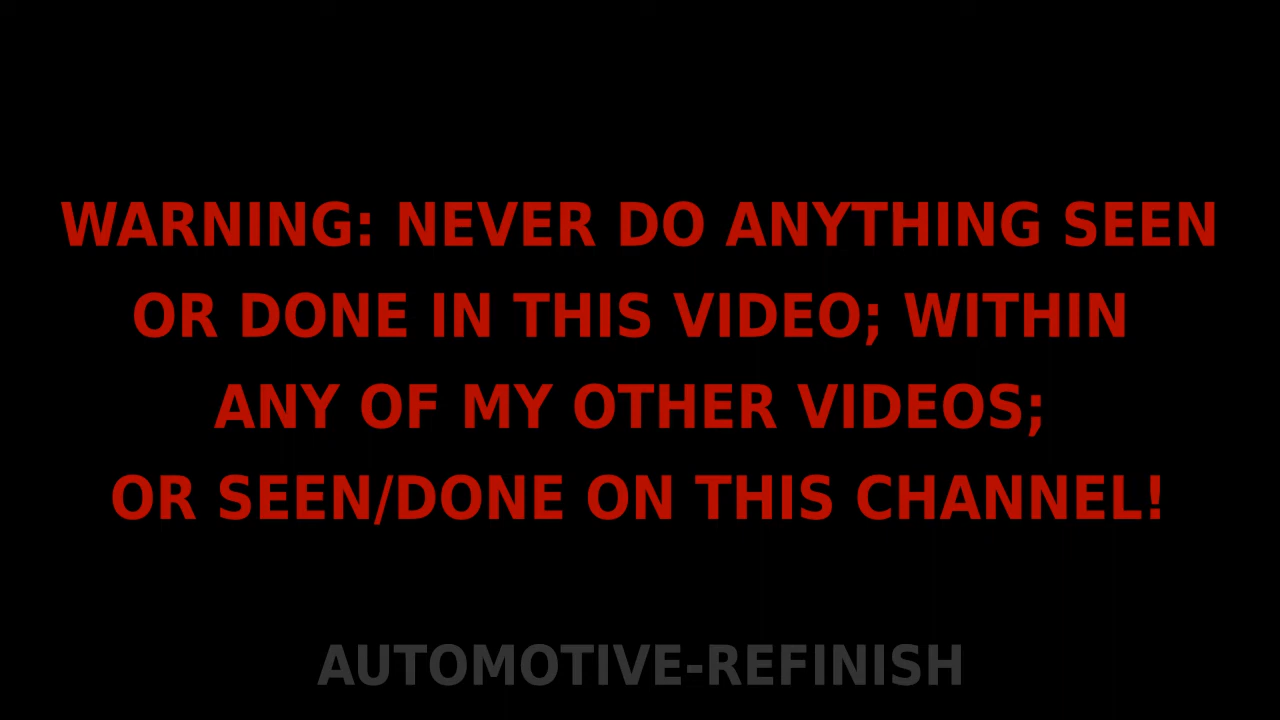 WARNING: NEVER DO ANYTHING SEEN
OR DONE IN THIS VIDEO; WITHIN
ANY OF MY OTHER VIDEOS;
OR SEEN/DONE ON THIS CHANNEL!
AUTOMOTIVE-REFINISH